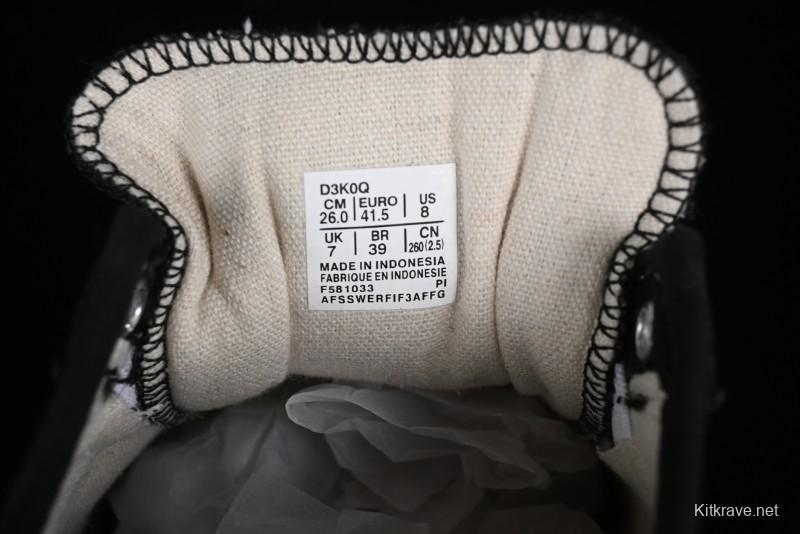 D3K0Q
CM | EURO | US
26.0 | 41.5 | 8
UK | BR | CN
7 | 39 | 260(2.5)
MADE IN INDONESIA
FABRIQUE EN INDONESIE
F581033 PI
AFSSWERFIF3AFFG
Kitkrave.net